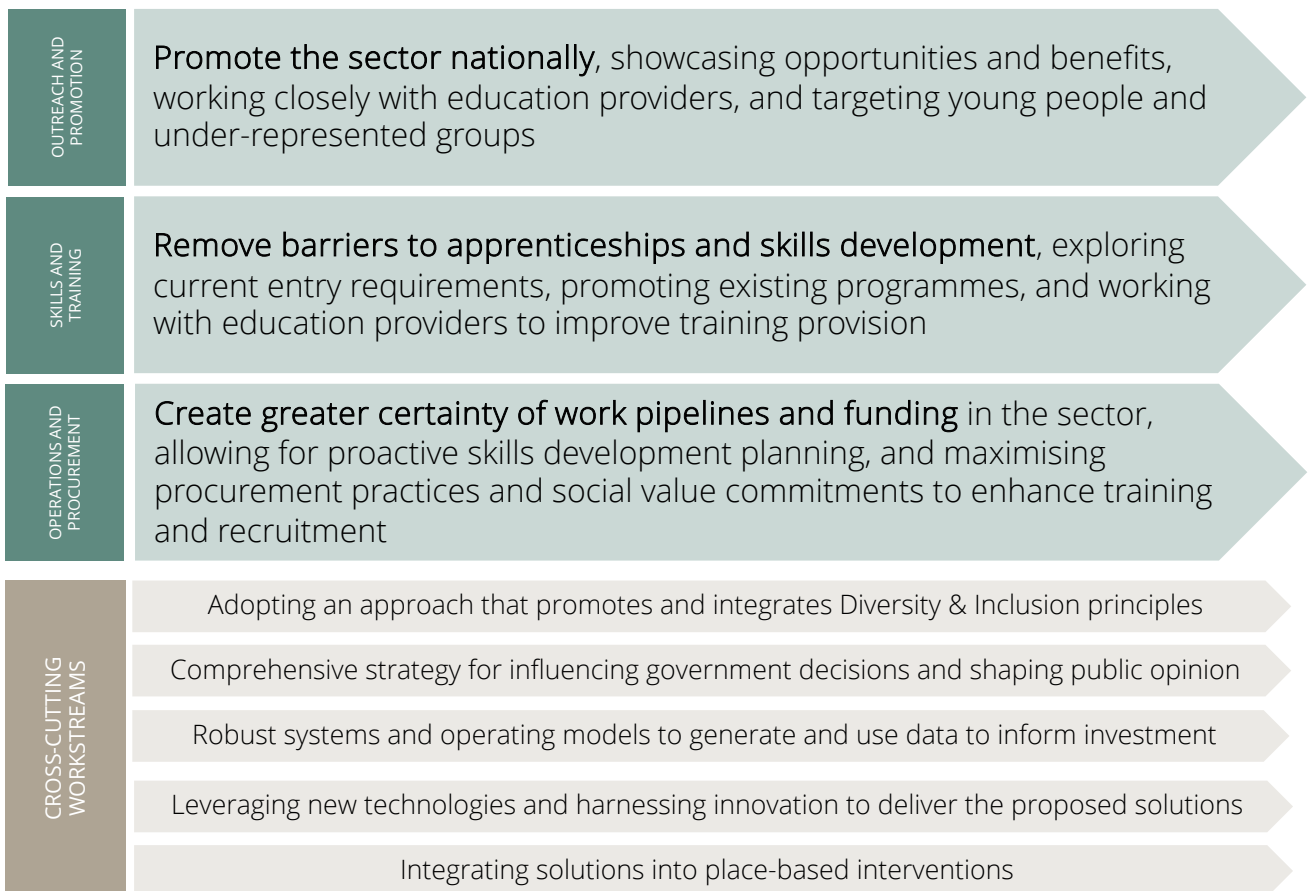 OUTREACH AND
PROMOTION
Promote the sector nationally, showcasing opportunities and benefits,
working closely with education providers, and targeting young people and
under-represented groups
SKILLS AND
TRAINING
Remove barriers to apprenticeships and skills development, exploring
current entry requirements, promoting existing programmes, and working
with education providers to improve training provision
OPERATIONS AND
PROCUREMENT
Create greater certainty of work pipelines and funding in the sector,
allowing for proactive skills development planning, and maximising
procurement practices and social value commitments to enhance training
and recruitment
CROSS-CUTTING
WORKSTREAMS
Adopting an approach that promotes and integrates Diversity & Inclusion principles
Comprehensive strategy for influencing government decisions and shaping public opinion
Robust systems and operating models to generate and use data to inform investment
Leveraging new technologies and harnessing innovation to deliver the proposed solutions
Integrating solutions into place-based interventions